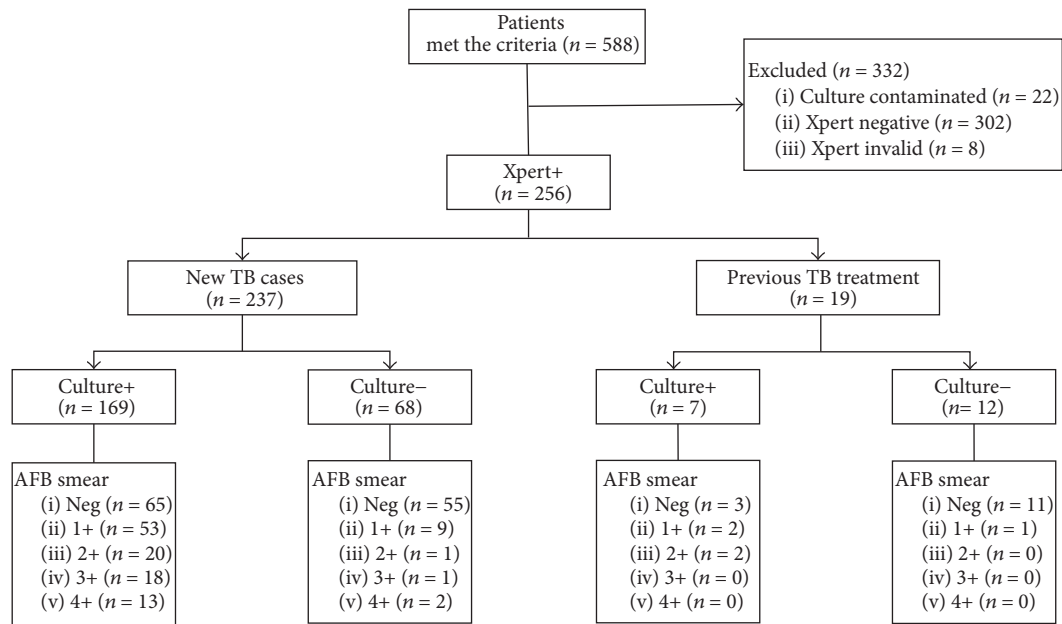 Patients
met the criteria (n = 588)
Excluded (n = 332)
(i) Culture contaminated (n = 22)
(ii) Xpert negative (n = 302)
(iii) Xpert invalid (n = 8)
Xpert+
(n = 256)
New TB cases
(n = 237)
Previous TB treatment
(n = 19)
Culture+
(n = 169)
Culture−
(n = 68)
Culture+
(n = 7)
Culture−
(n= 12)
AFB smear
(i) Neg (n = 65)
(ii) 1+ (n = 53)
(iii) 2+ (n = 20)
(iv) 3+ (n = 18)
(v) 4+ (n = 13)
AFB smear
(i) Neg (n = 55)
(ii) 1+ (n = 9)
(iii) 2+ (n = 1)
(iv) 3+ (n = 1)
(v) 4+ (n = 2)
AFB smear
(i) Neg (n = 3)
(ii) 1+ (n = 2)
(iii) 2+ (n = 2)
(iv) 3+ (n = 0)
(v) 4+ (n = 0)
AFB smear
(i) Neg (n = 11)
(ii) 1+ (n = 1)
(iii) 2+ (n = 0)
(iv) 3+ (n = 0)
(v) 4+ (n = 0)